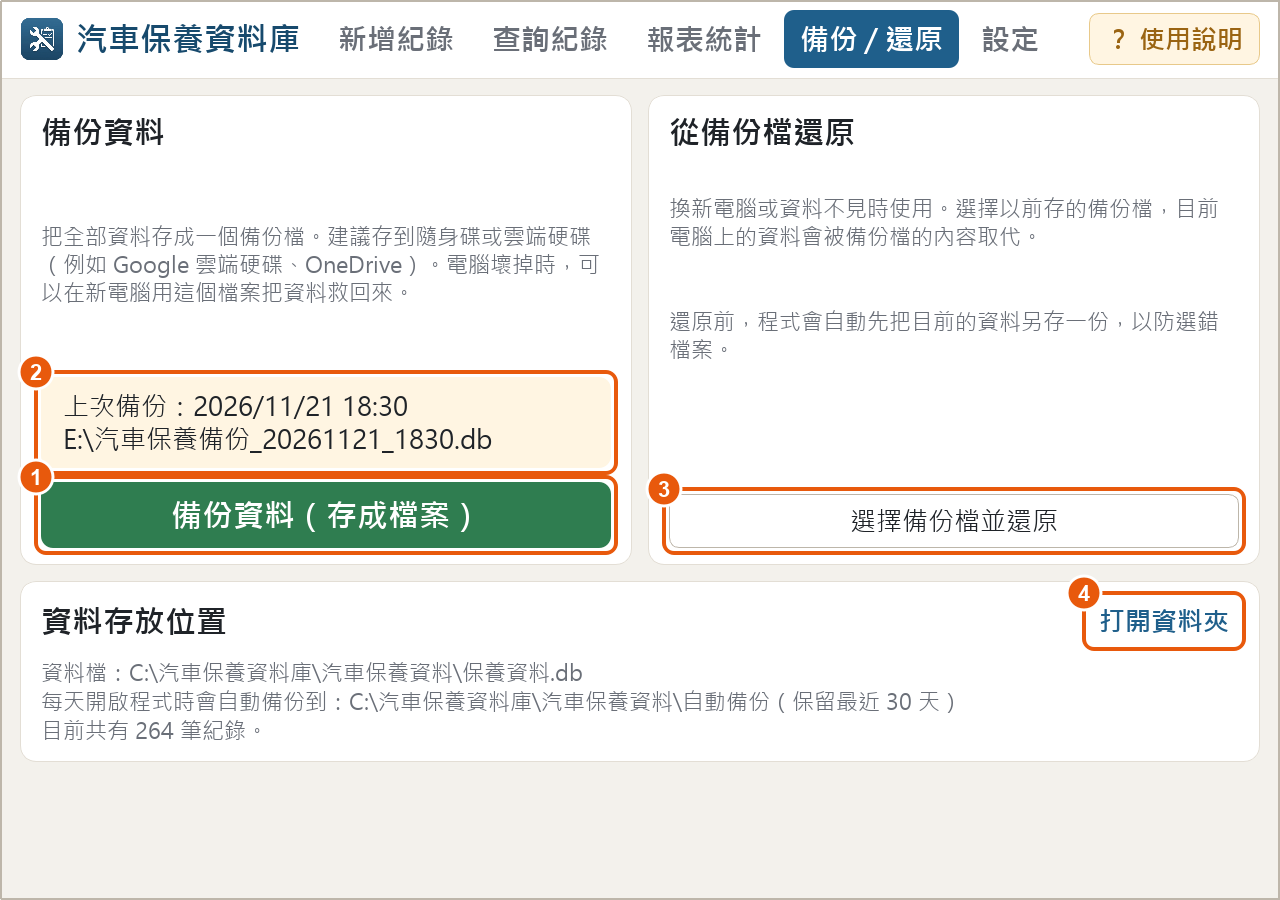 汽車保養資料庫 新增紀錄 查詢紀錄 報表統計 備份 / 還原 設定 ? 使用說明
備份資料
把全部資料存成一個備份檔。建議存到隨身碟或雲端硬碟
（例如 Google 雲端硬碟、OneDrive）。電腦壞掉時，可
以在新電腦用這個檔案把資料救回來。
2
上次備份：2026/11/21 18:30
E:\汽車保養備份_20261121_1830.db
1
備份資料（存成檔案）
從備份檔還原
換新電腦或資料不見時使用。選擇以前存的備份檔，目前
電腦上的資料會被備份檔的內容取代。
還原前，程式會自動先把目前的資料另存一份，以防選錯
檔案。
3
選擇備份檔並還原
資料存放位置
4
打開資料夾
資料檔：C:\汽車保養資料庫\汽車保養資料\保養資料.db
每天開啟程式時會自動備份到：C:\汽車保養資料庫\汽車保養資料\自動備份（保留最近 30 天）
目前共有 264 筆紀錄。